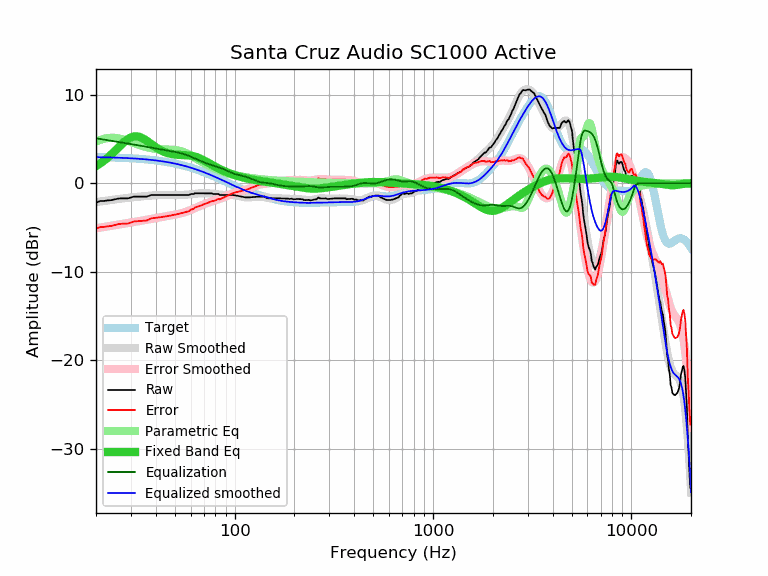 Santa Cruz Audio SC1000 Active
Amplitude (dBr)
10
0
−10
−20
−30
Target
Raw Smoothed
Error Smoothed
Raw
Error
Parametric Eq
Fixed Band Eq
Equalization
Equalized smoothed
100
1000
10000
Frequency (Hz)